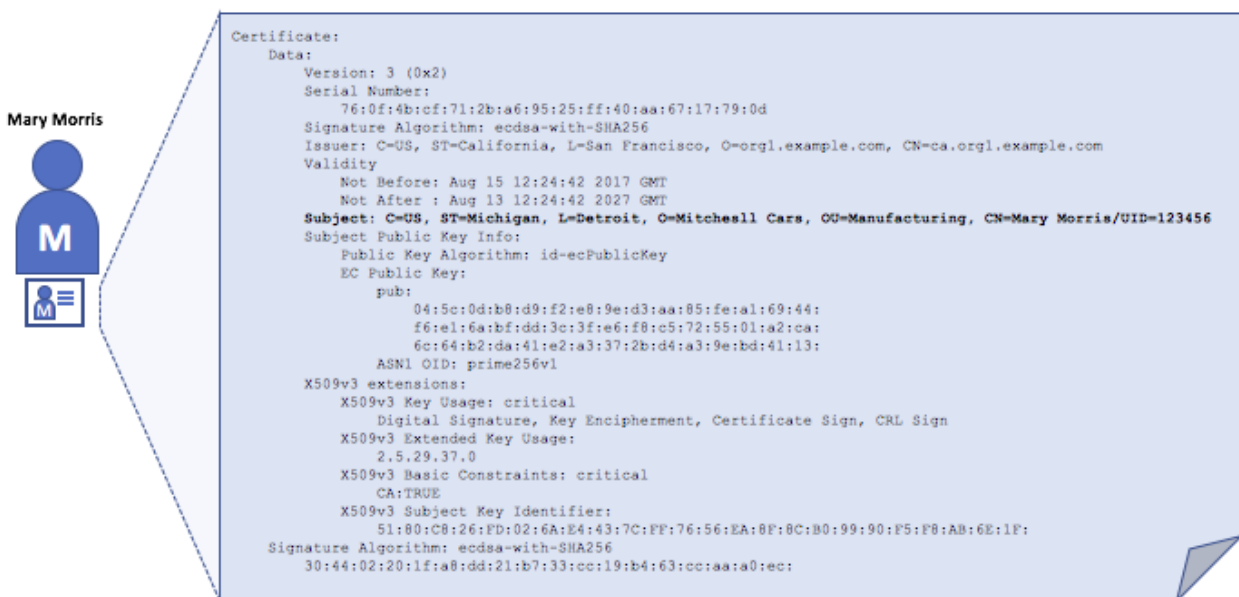 Mary Morris
M
M
Certificate:
Data:
Version: 3 (0x2)
Serial Number:
76:0f:4b:cf:71:2b:a6:95:25:ff:40:aa:67:17:79:0d
Signature Algorithm: ecdsa-with-SHA256
Issuer: C=US, ST=California, L=San Francisco, O=org1.example.com, CN=ca.org1.example.com
Validity
Not Before: Aug 15 12:24:42 2017 GMT
Not After : Aug 13 12:24:42 2027 GMT
Subject: C=US, ST=Michigan, L=Detroit, O=Mitchesll Cars, OU=Manufacturing, CN=Mary Morris/UID=123456
Subject Public Key Info:
Public Key Algorithm: id-ecPublicKey
EC Public Key:
pub:
04:5c:0d:b8:d9:f2:e8:9e:d3:aa:85:fe:a1:69:44:
f6:e1:6a:bf:dd:3c:3f:e6:f8:c5:72:55:01:a2:ca:
6c:64:b2:da:41:e2:a3:37:2b:d4:a3:9e:bd:41:13:
ASN1 OID: prime256v1
X509v3 extensions:
X509v3 Key Usage: critical
Digital Signature, Key Encipherment, Certificate Sign, CRL Sign
X509v3 Extended Key Usage:
2.5.29.37.0
X509v3 Basic Constraints: critical
CA:TRUE
X509v3 Subject Key Identifier:
51:80:C8:26:FD:02:6A:E4:43:7C:FF:76:56:EA:8F:8C:B0:99:90:F5:F8:AB:6E:1F:
Signature Algorithm: ecdsa-with-SHA256
30:44:02:20:1f:a8:dd:21:b7:33:cc:19:b4:63:cc:aa:a0:ec: